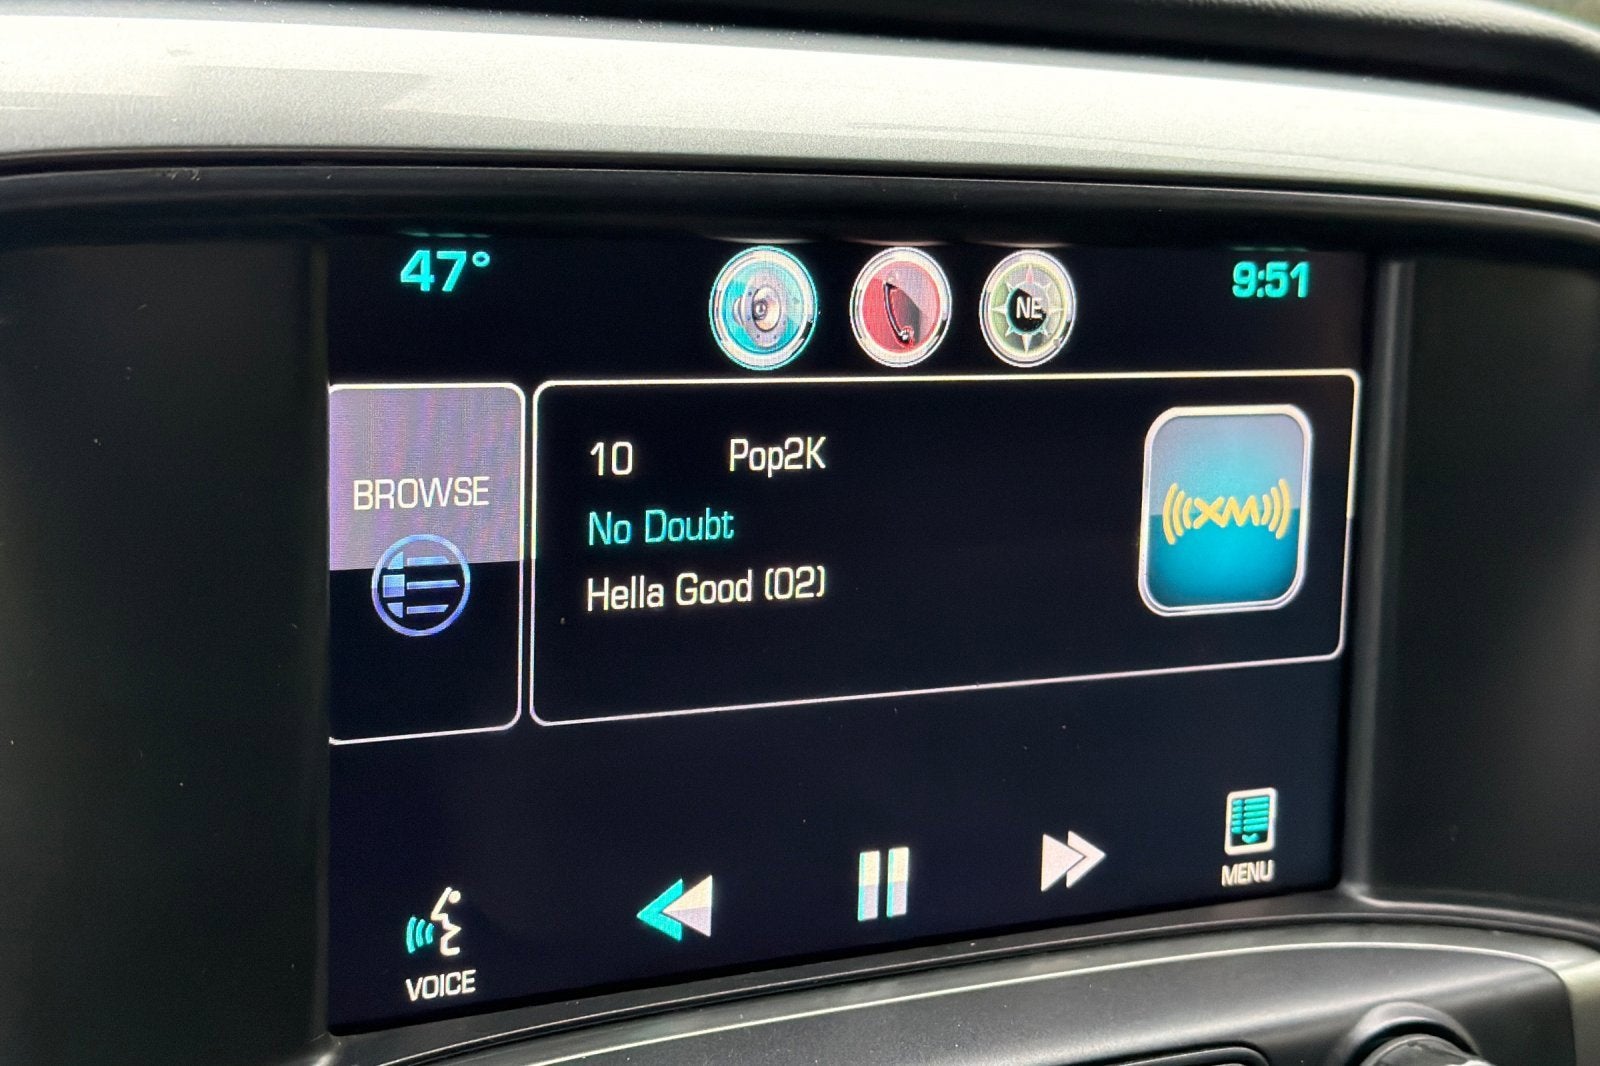 47°
NE
9:51
BROWSE
10 Pop2K
No Doubt
Hella Good (02)
XM
VOICE
MENU